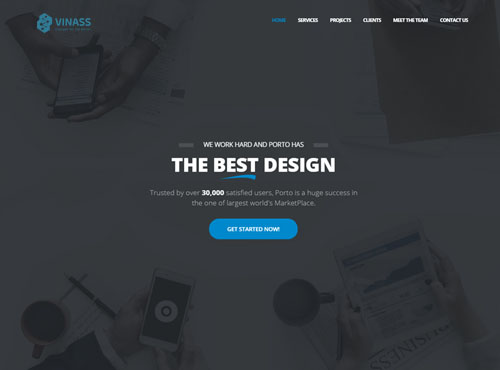 VINASS
HOME SERVICES PROJECTS CLIENTS MEET THE TEAM CONTACT US
WE WORK HARD AND PORTO HAS
THE BEST DESIGN
Trusted by over 30,000 satisfied users, Porto is a huge success in
the one of largest world's MarketPlace.
GET STARTED NOW!